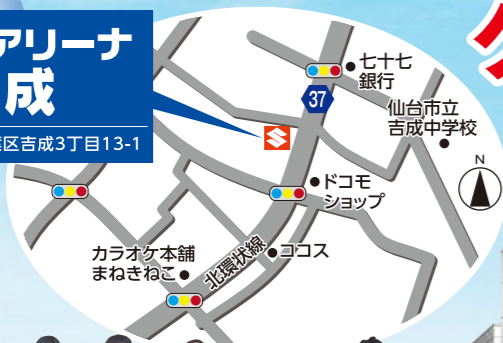 アリーナ
成
区吉成3丁目13-1
七十七
銀行
37
仙台市立
吉成中学校
N
ドコモ
ショップ
カラオケ本舗
まねきねこ
北環状線
ココス